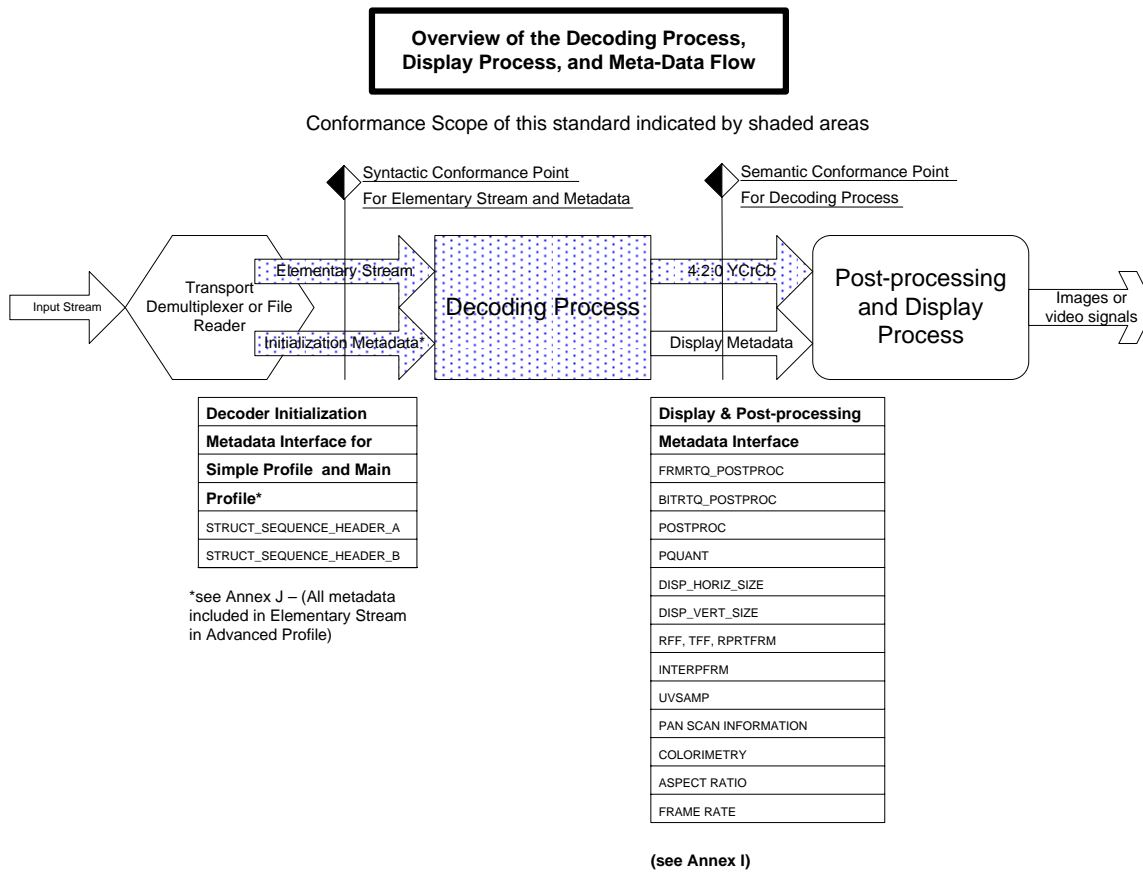 Overview of the Decoding Process,
Display Process, and Meta-Data Flow
Conformance Scope of this standard indicated by shaded areas
Syntactic Conformance Point
For Elementary Stream and Metadata
Semantic Conformance Point
For Decoding Process
Input Stream
Transport
Demultiplexer or File
Reader
Elementary Stream
Initialization Metadata*
Decoding Process
4:2:0 YCrCb
Display Metadata
Post-processing
and Display
Process
Images or
video signals
Decoder Initialization
Metadata Interface for
Simple Profile and Main
Profile*
STRUCT_SEQUENCE_HEADER_A
STRUCT_SEQUENCE_HEADER_B
*see Annex J – (All metadata
included in Elementary Stream
in Advanced Profile)
Display & Post-processing
Metadata Interface
FRMRTQ_POSTPROC
BITRTQ_POSTPROC
POSTPROC
PQUANT
DISP_HORIZ_SIZE
DISP_VERT_SIZE
RFF, TFF, RPRTFRM
INTERPFRM
UVSAMP
PAN SCAN INFORMATION
COLORIMETRY
ASPECT RATIO
FRAME RATE
(see Annex I)